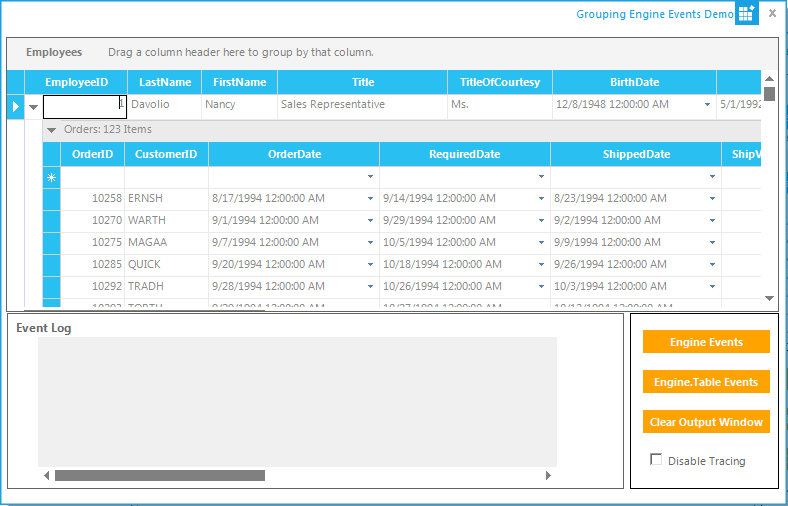 Grouping Engine Events Demo
Employees Drag a column header here to group by that column.
EmployeeID LastName FirstName Title TitleOfCourtesy BirthDate
1 Davolio Nancy Sales Representative Ms. 12/8/1948 12:00:00 AM 5/1/1992
Orders: 123 Items
OrderID CustomerID OrderDate RequiredDate ShippedDate ShipV
10258 ERNSH 8/17/1994 12:00:00 AM 9/14/1994 12:00:00 AM 8/23/1994 12:00:00 AM
10270 WARTH 9/1/1994 12:00:00 AM 9/29/1994 12:00:00 AM 9/2/1994 12:00:00 AM
10275 MAGAA 9/7/1994 12:00:00 AM 10/5/1994 12:00:00 AM 9/9/1994 12:00:00 AM
10285 QUICK 9/20/1994 12:00:00 AM 10/18/1994 12:00:00 AM 9/26/1994 12:00:00 AM
10292 TRADH 9/28/1994 12:00:00 AM 10/26/1994 12:00:00 AM 10/3/1994 12:00:00 AM
Event Log
Engine Events
Engine.Table Events
Clear Output Window
Disable Tracing